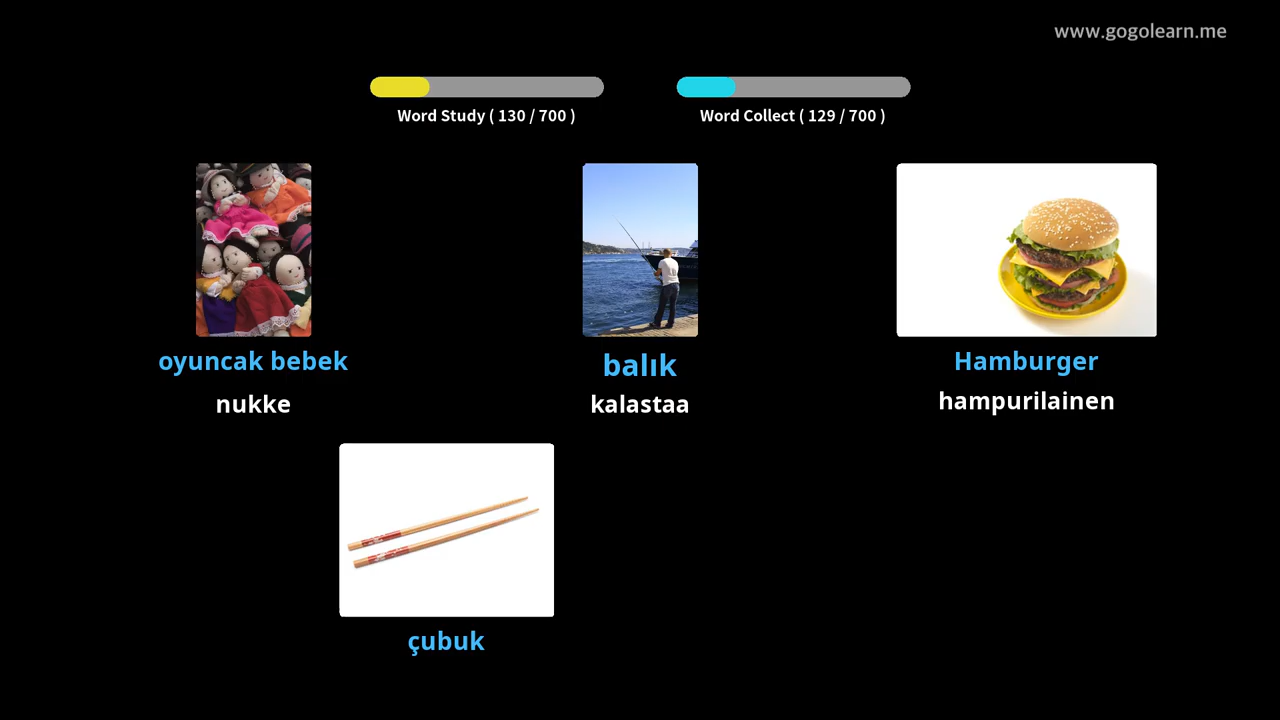 www.gogolearn.me
Word Study ( 130 / 700 )
Word Collect ( 129 / 700 )
oyuncak bebek
nukke
balık
kalastaa
Hamburger
hampurilainen
çubuk